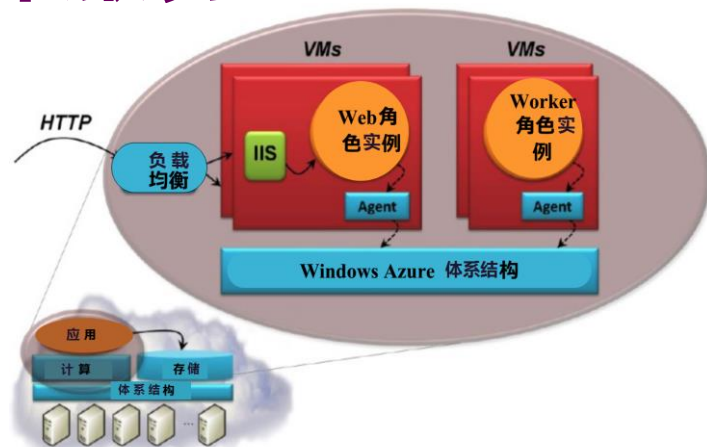 VMs
VMs
HTTP
负载
均衡
IIS
Web角
色实例
Worker
角色实
例
Agent
Agent
Windows Azure 体系结构
应用
计算
存储
体系结构
...